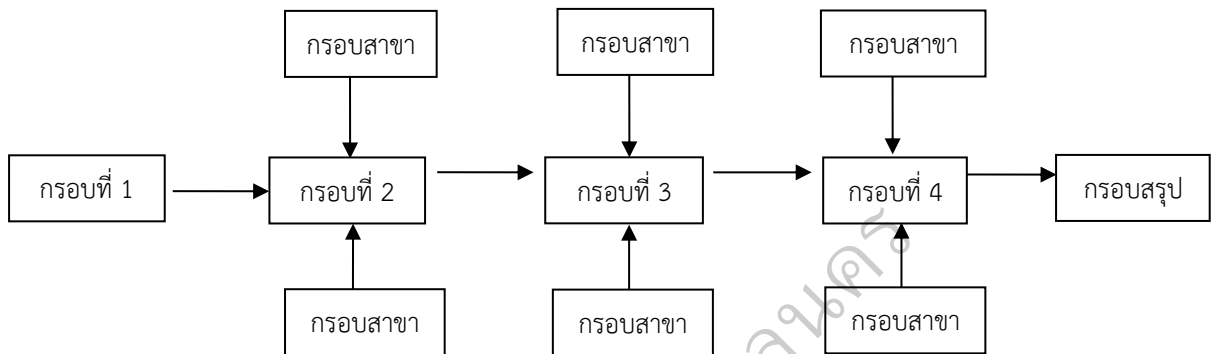 กรอบสาขา
กรอบสาขา
กรอบสาขา
กรอบที่ 1
กรอบที่ 2
กรอบที่ 3
กรอบที่ 4
กรอบสรุป
กรอบสาขา
กรอบสาขา
กรอบสาขา